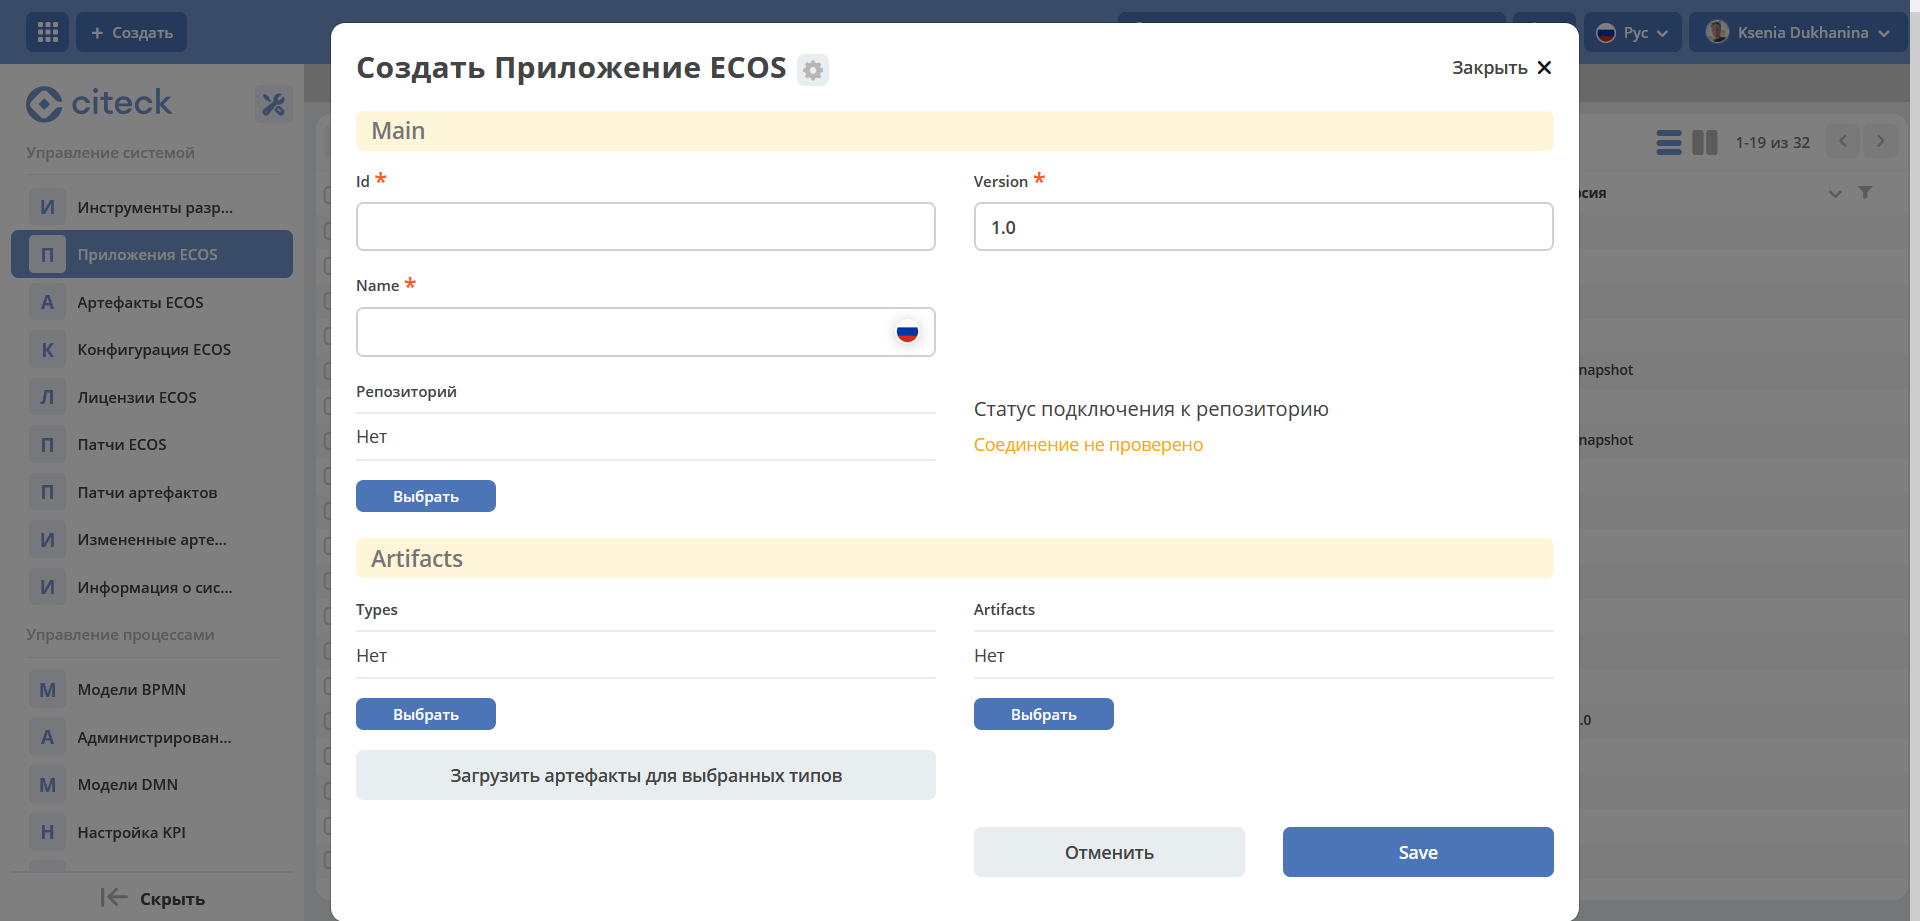 Создать
Рус
Ksenia Dukhanina
citeck
Управление системой
И Инструменты разр...
П Приложения ECOS
А Артефакты ECOS
К Конфигурация ECOS
Л Лицензии ECOS
П Патчи ECOS
П Патчи артефактов
И Измененные арте...
И Информация о сис...
Управление процессами
М Модели BPMN
А Администрирован...
М Модели DMN
Н Настройка KPI
Скрыть
Создать Приложение ECOS
Закрыть
Main
Id *
Version *
1.0
Name *
Репозиторий
Нет
Статус подключения к репозиторию
Соединение не проверено
Выбрать
Artifacts
Types
Artifacts
Нет
Нет
Выбрать
Выбрать
Загрузить артефакты для выбранных типов
Отменить
Save
1-19 из 32
рсия
napshot
napshot
.0